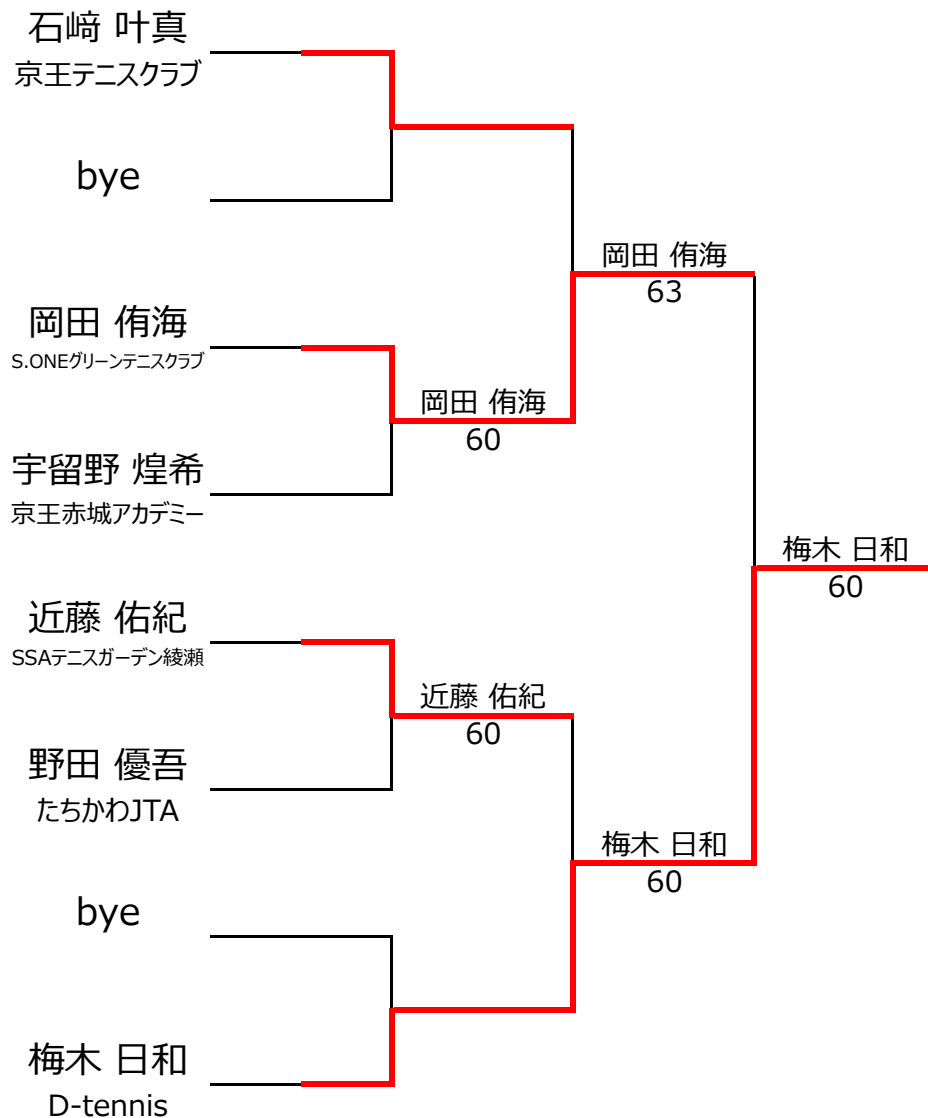 石﨑 叶真
京王テニスクラブ
bye
岡田 侑海
63
岡田 侑海
S.ONEグリーンテニスクラブ
岡田 侑海
60
宇留野 煌希
京王赤城アカデミー
梅木 日和
60
近藤 佑紀
SSAテニスガーデン綾瀬
近藤 佑紀
60
野田 優吾
たちかわJTA
梅木 日和
60
bye
梅木 日和
D-tennis